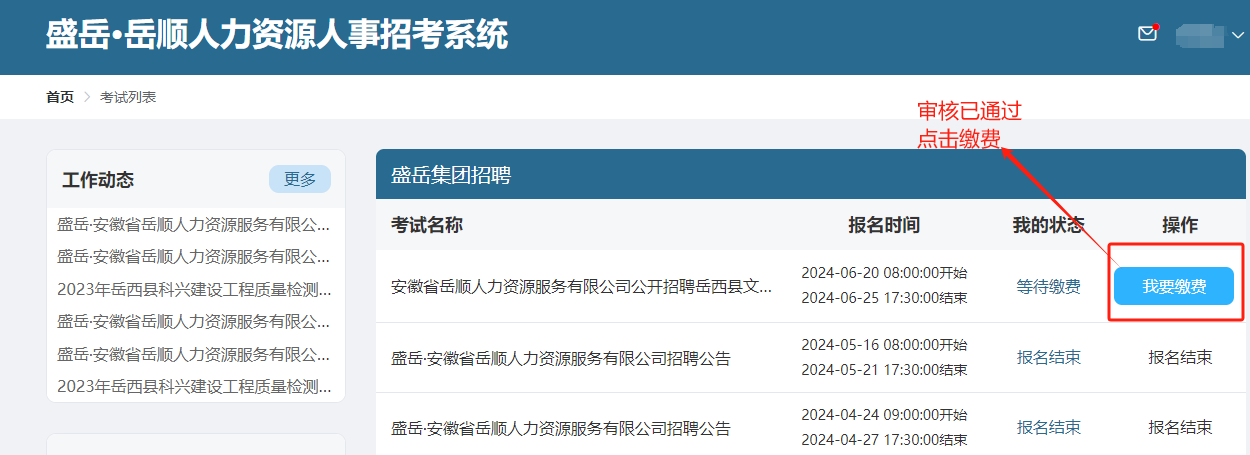 盛岳·岳顺人力资源人事招考系统
首页 > 考试列表
审核已通过
点击缴费
工作动态 更多
盛岳·安徽省岳顺人力资源服务有限公...
盛岳·安徽省岳顺人力资源服务有限公...
2023年岳西县科兴建设工程质量检测...
盛岳·安徽省岳顺人力资源服务有限公...
盛岳·安徽省岳顺人力资源服务有限公...
2023年岳西县科兴建设工程质量检测...
盛岳集团招聘
考试名称 报名时间 我的状态 操作
安徽省岳顺人力资源服务有限公司公开招聘岳西县文...
2024-06-20 08:00:00开始
2024-06-25 17:30:00结束
等待缴费 我要缴费
盛岳·安徽省岳顺人力资源服务有限公司招聘公告
2024-05-16 08:00:00开始
2024-05-21 17:30:00结束
报名结束 报名结束
盛岳·安徽省岳顺人力资源服务有限公司招聘公告
2024-04-24 09:00:00开始
2024-04-27 17:30:00结束
报名结束 报名结束